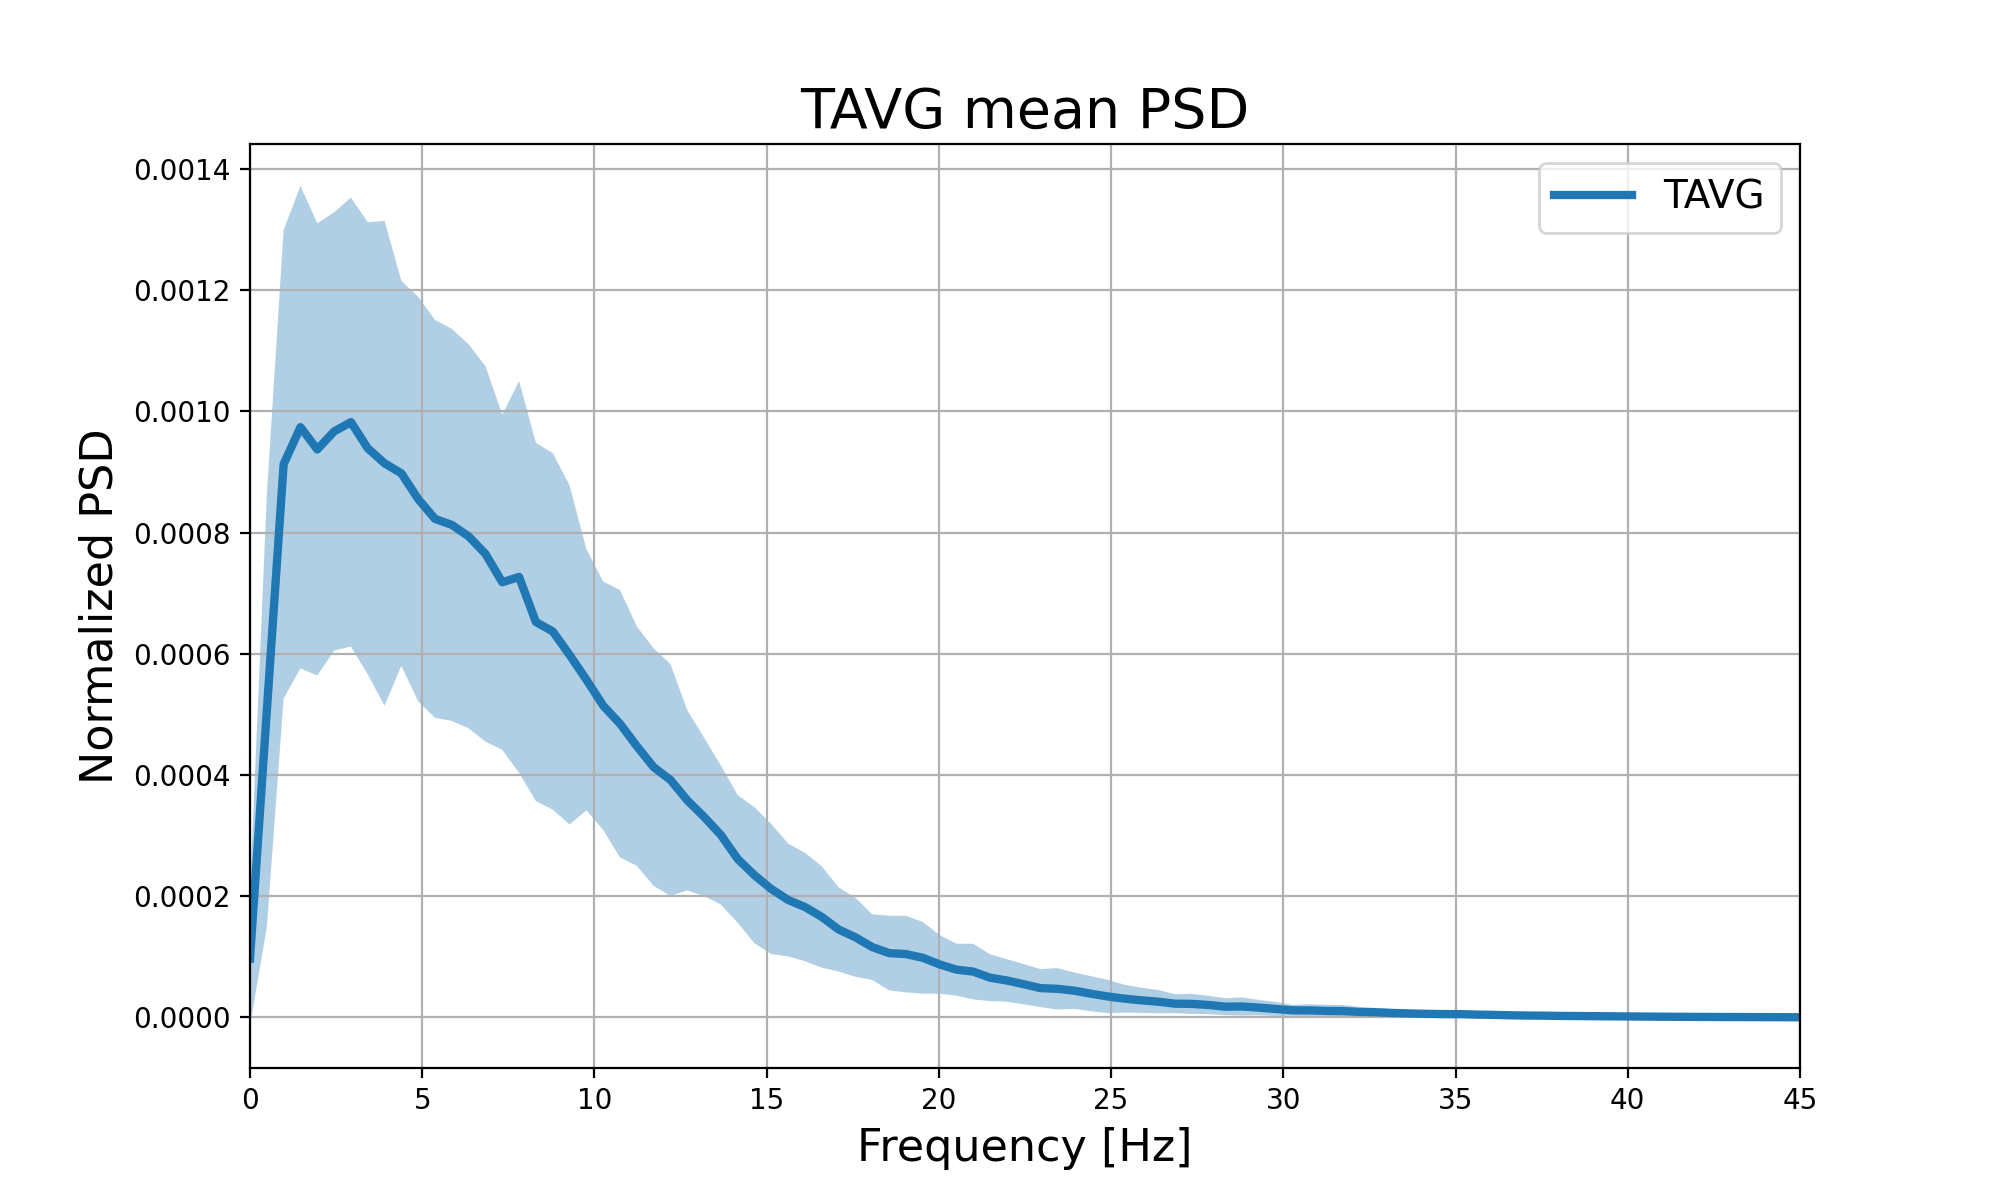 TAVG mean PSD
0.0014
0.0012
0.0010
0.0008
0.0006
0.0004
0.0002
0.0000
Normalized PSD
TAVG
0 5 10 15 20 25 30 35 40 45
Frequency [Hz]